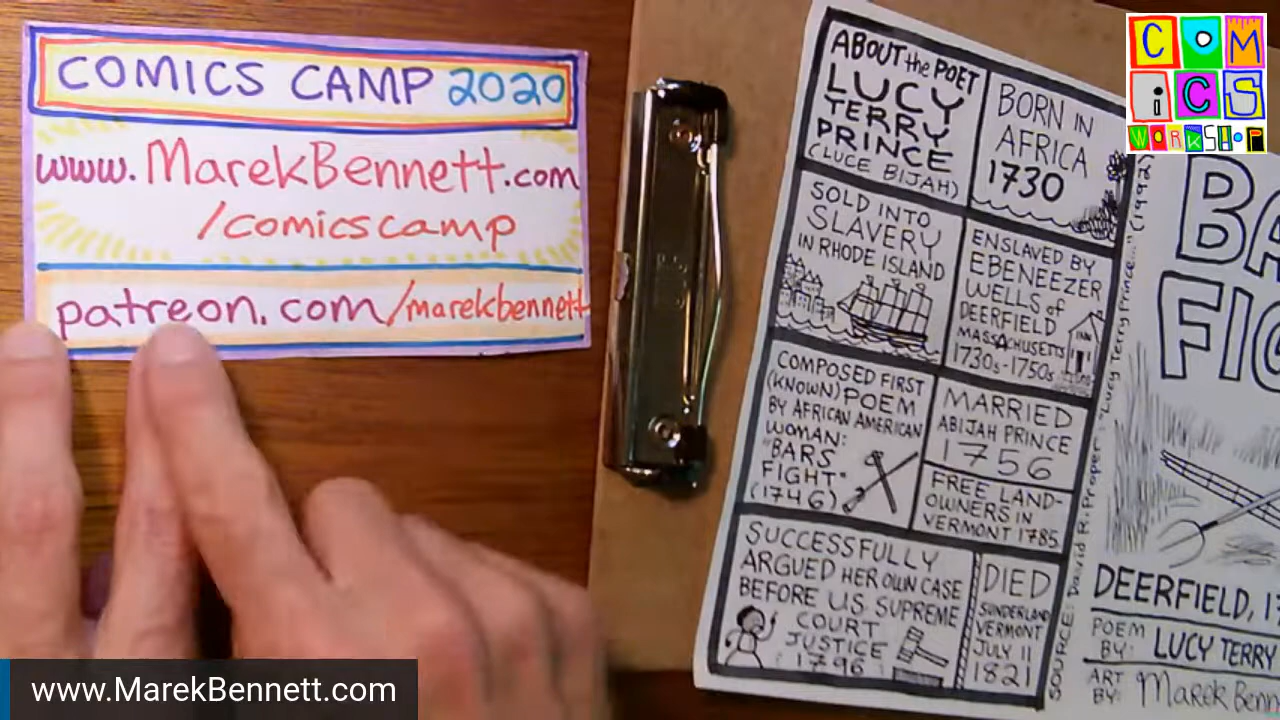 COMICS CAMP 2020
www.MarekBennett.com
/comicscamp
patreon.com/marekbennett
www.MarekBennett.com
ABOUT the POET
LUCY
TERRY
PRINCE
(LUCE BIJAH)
BORN IN
AFRICA
1730
SOLD INTO
SLAVERY
IN RHODE ISLAND
ENSLAVED BY
EBENEEZER
WELLS of
DEERFIELD
MASSACHUSETTS
1730s-1750s
INN
COMPOSED FIRST
(KNOWN) POEM
BY AFRICAN AMERICAN
WOMAN:
"BARS
FIGHT"
(1746)
MARRIED
ABIJAH PRINCE
1756
FREE LAND-
OWNERS IN
VERMONT 1785
SUCCESSFULLY
ARGUED HER OWN CASE
BEFORE US SUPREME
COURT
JUSTICE
1796
DIED
SUNDERLAND
VERMONT
JULY 11
1821
SOURCE: David R. Proper: "Lucy Terry Prince..." (1992)
BA
FIG
DEERFIELD, 17
POEM
BY: LUCY TERRY
ART
BY: Marek Benn
COM
iCS
WORKSHOP